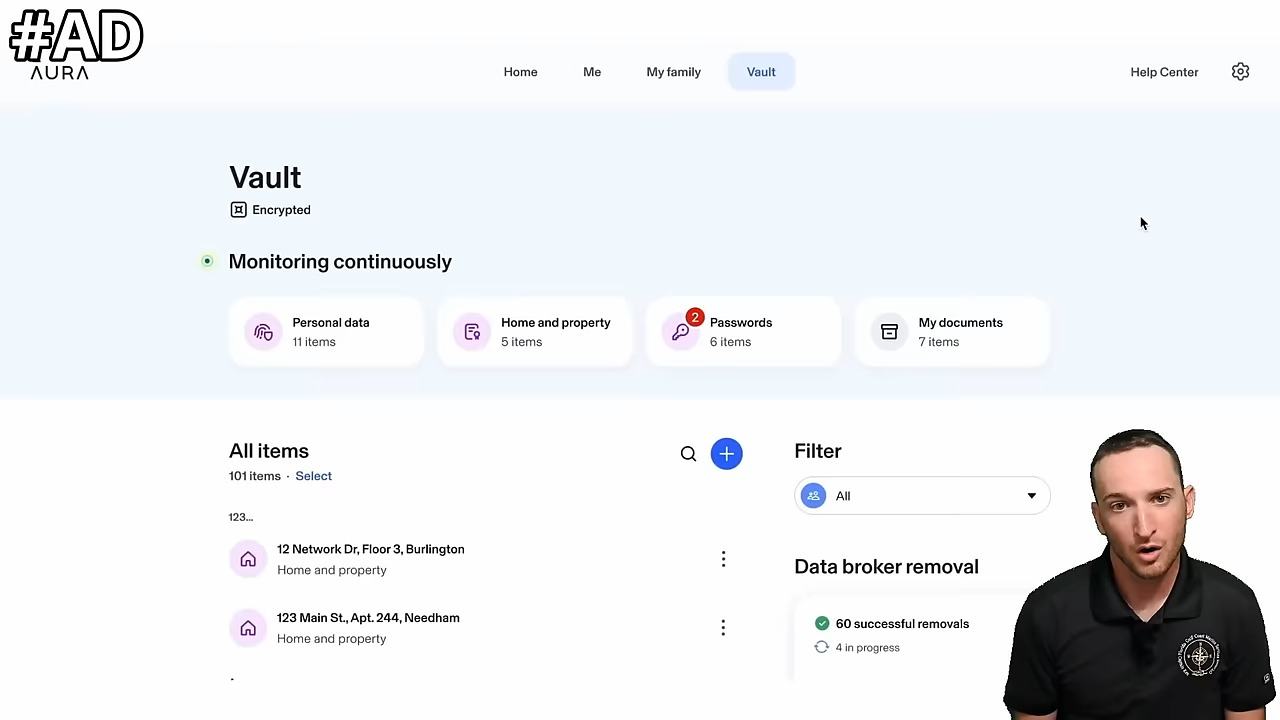 #AD
AURA
Home
Me
My family
Vault
Help Center
Vault
Encrypted
Monitoring continuously
Personal data
11 items
Home and property
5 items
2
Passwords
6 items
My documents
7 items
All items
101 items · Select
123...
12 Network Dr, Floor 3, Burlington
Home and property
123 Main St., Apt. 244, Needham
Home and property
Filter
All
Data broker removal
60 successful removals
4 in progress